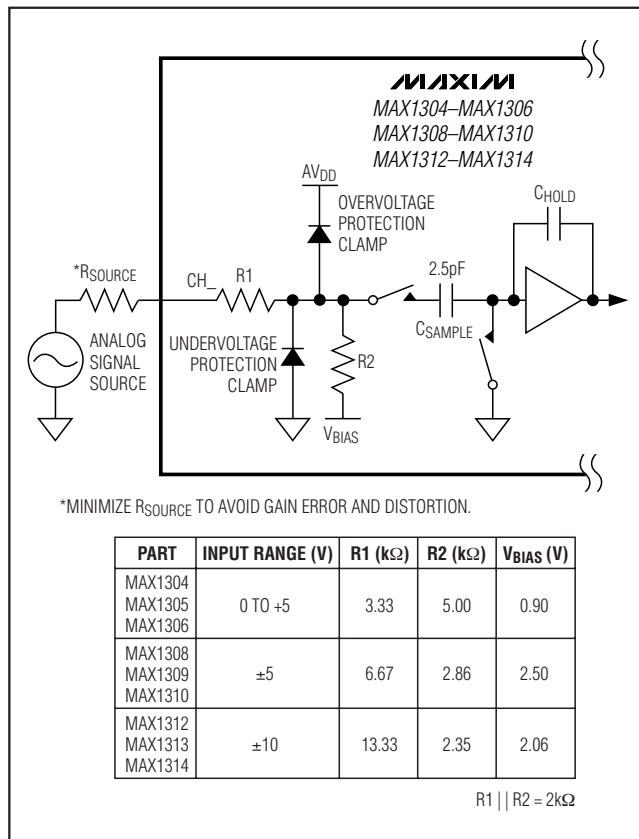 MAXIM
MAX1304–MAX1306
MAX1308–MAX1310
MAX1312–MAX1314
AVDD
OVERVOLTAGE
PROTECTION
CLAMP
CHOLD
*RSOURCE
CH_
R1
2.5pF
CSAMPLE
ANALOG
SIGNAL
SOURCE
UNDERVOLTAGE
PROTECTION
CLAMP
R2
VBIAS
*MINIMIZE RSOURCE TO AVOID GAIN ERROR AND DISTORTION.
PART INPUT RANGE (V) R1 (kΩ) R2 (kΩ) VBIAS (V)
MAX1304
MAX1305
MAX1306
0 TO +5 3.33 5.00 0.90
MAX1308
MAX1309
MAX1310
±5 6.67 2.86 2.50
MAX1312
MAX1313
MAX1314
±10 13.33 2.35 2.06
R1 || R2 = 2kΩ